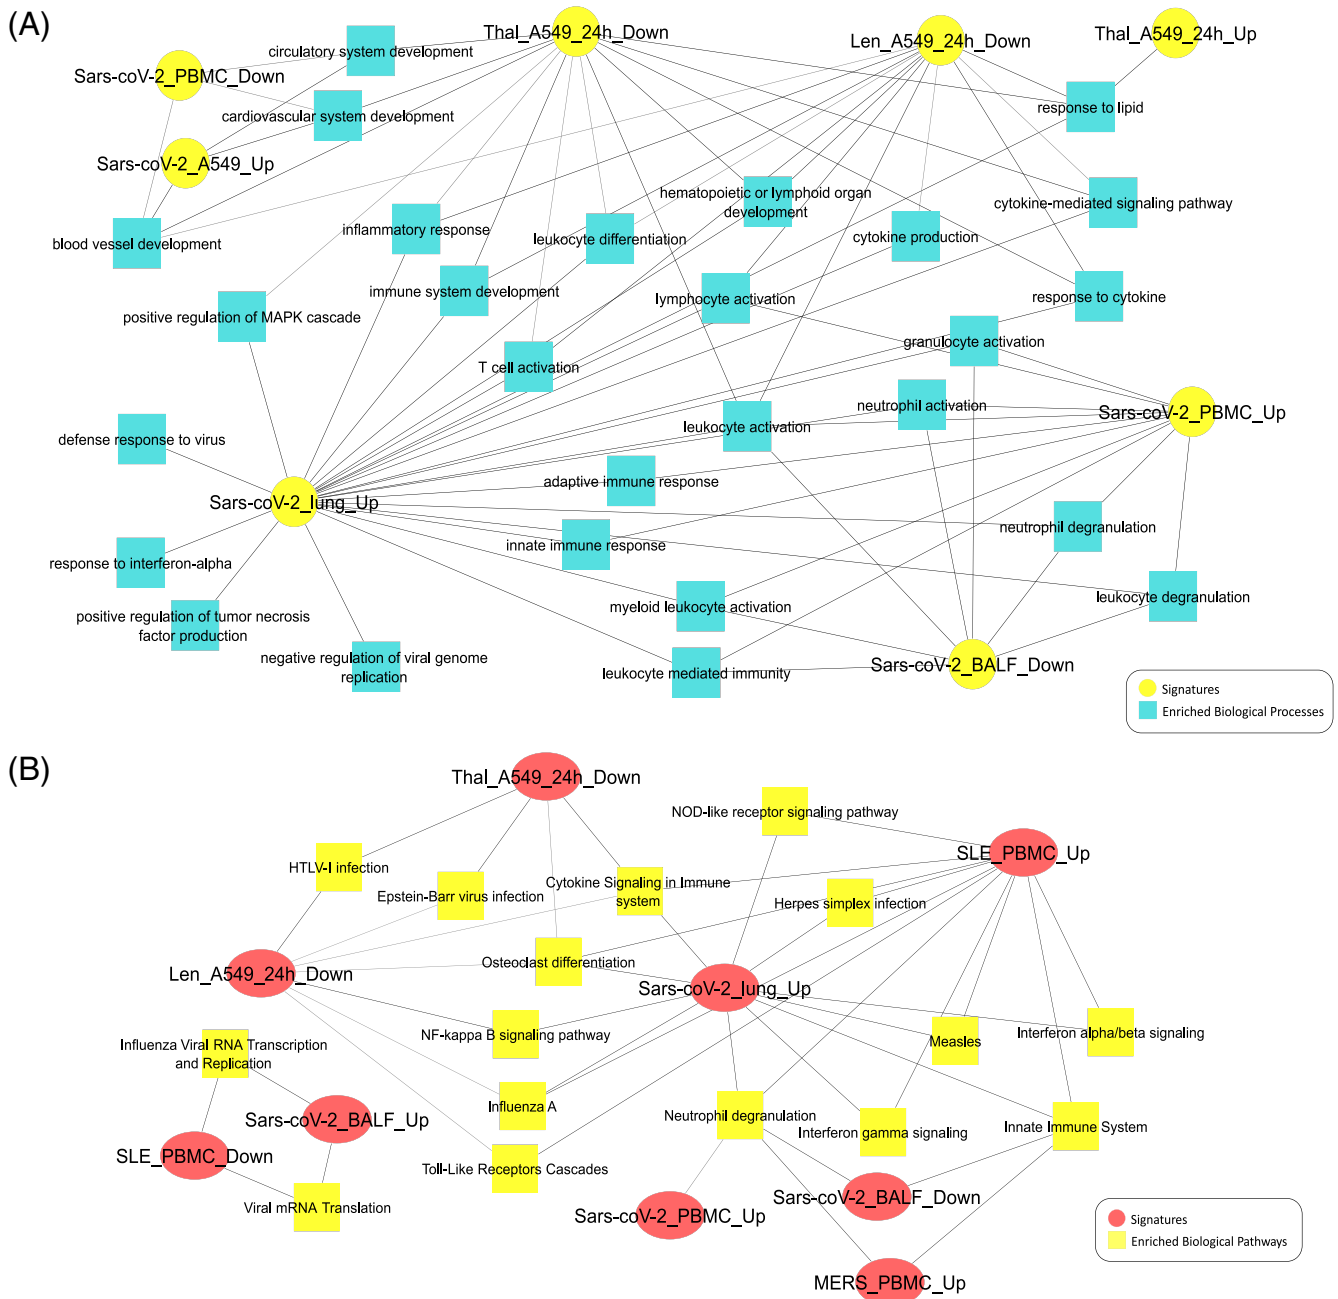 (A)
Thal_A549_24h_Down
Len_A549_24h_Down
Thal_A549_24h_Up
circulatory system development
Sars-coV-2_PBMC_Down
cardiovascular system development
response to lipid
Sars-coV-2_A549_Up
hematopoietic or lymphoid organ
development
cytokine-mediated signaling pathway
blood vessel development
inflammatory response
leukocyte differentiation
cytokine production
immune system development
lymphocyte activation
response to cytokine
positive regulation of MAPK cascade
granulocyte activation
T cell activation
neutrophil activation
Sars-coV-2_PBMC_Up
leukocyte activation
defense response to virus
adaptive immune response
Sars-coV-2_lung_Up
neutrophil degranulation
innate immune response
response to interferon-alpha
leukocyte degranulation
myeloid leukocyte activation
positive regulation of tumor necrosis
factor production
negative regulation of viral genome
replication
leukocyte mediated immunity
Sars-coV-2_BALF_Down
Signatures
Enriched Biological Processes
(B)
Thal_A549_24h_Down
NOD-like receptor signaling pathway
SLE_PBMC_Up
HTLV-I infection
Epstein-Barr virus infection
Cytokine Signaling in Immune
system
Herpes simplex infection
Osteoclast differentiation
Len_A549_24h_Down
Sars-coV-2_lung_Up
NF-kappa B signaling pathway
Measles
Interferon alpha/beta signaling
Influenza Viral RNA Transcription
and Replication
Influenza A
Sars-coV-2_BALF_Up
Neutrophil degranulation
Interferon gamma signaling
Innate Immune System
SLE_PBMC_Down
Toll-Like Receptors Cascades
Viral mRNA Translation
Sars-coV-2_PBMC_Up
Sars-coV-2_BALF_Down
MERS_PBMC_Up
Signatures
Enriched Biological Pathways